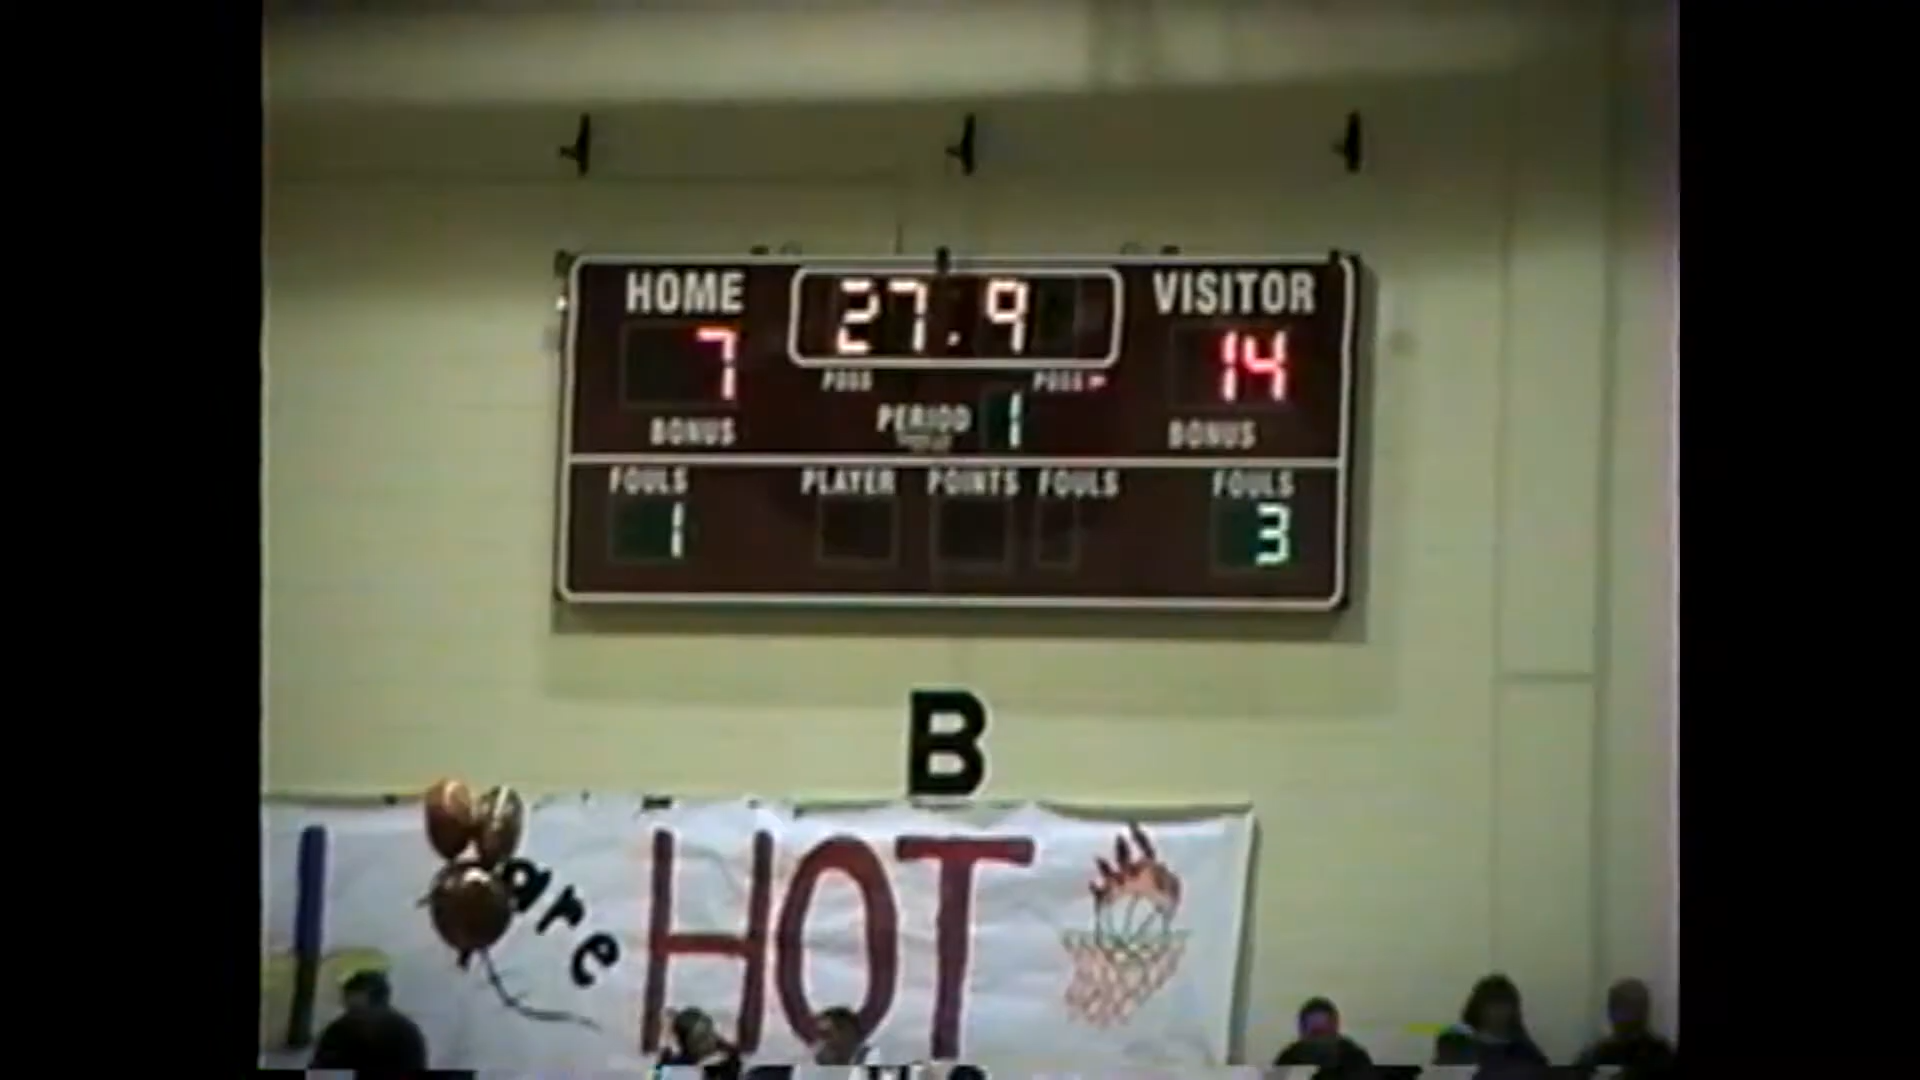 HOME 27.9 VISITOR
7 14
POSS POSS
PERIOD 1
BONUS BONUS
FOULS PLAYER POINTS FOULS FOULS
1 3
B
are HOT